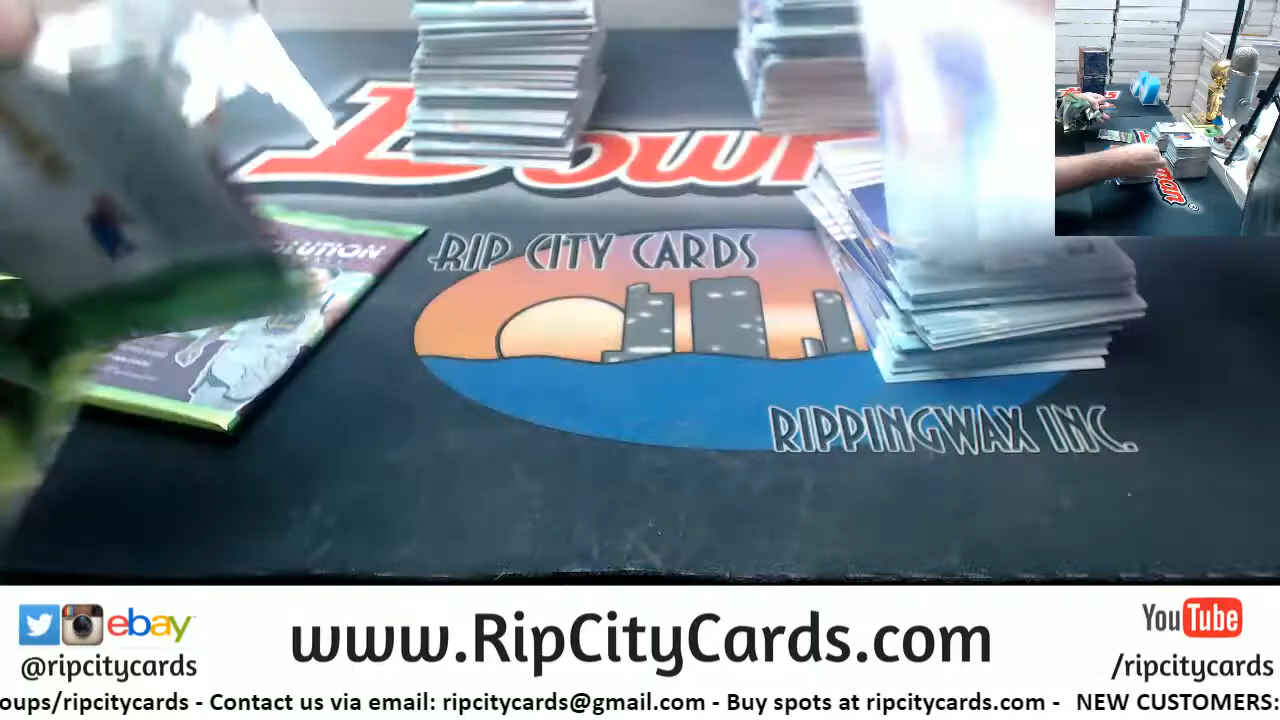 OLUTION
RIP CITY CARDS
RIPPINGWAX INC.
ebay
@ripcitycards
www.RipCityCards.com
YouTube
/ripcitycards
oups/ripcitycards - Contact us via email: ripcitycards@gmail.com - Buy spots at ripcitycards.com - NEW CUSTOMERS: